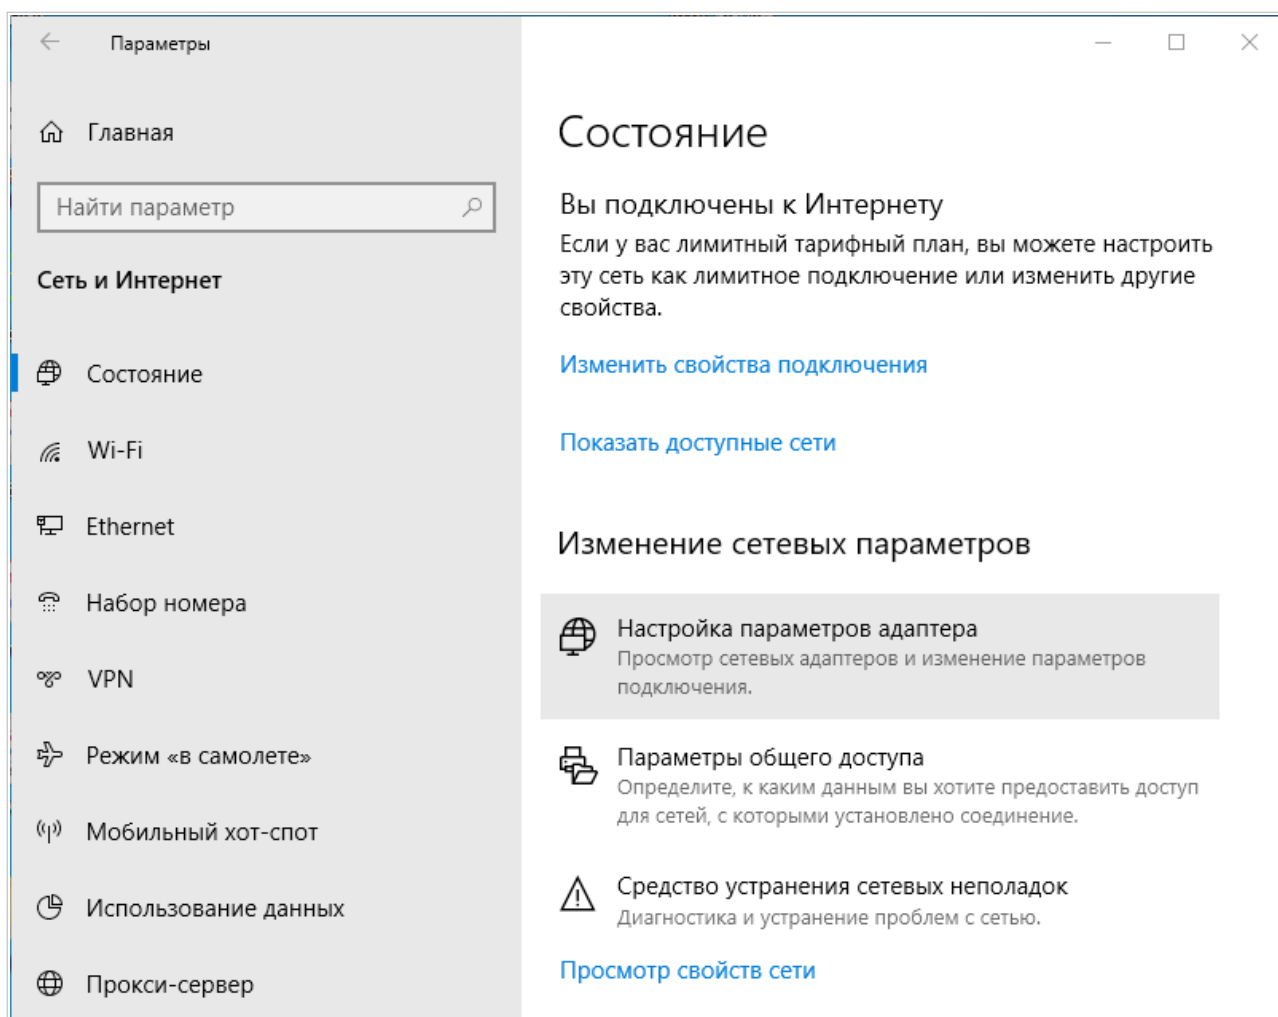 Параметры
Главная
Найти параметр
Сеть и Интернет
Состояние
Wi-Fi
Ethernet
Набор номера
VPN
Режим «в самолете»
Мобильный хот-спот
Использование данных
Прокси-сервер
Состояние
Вы подключены к Интернету
Если у вас лимитный тарифный план, вы можете настроить
эту сеть как лимитное подключение или изменить другие
свойства.
Изменить свойства подключения
Показать доступные сети
Изменение сетевых параметров
Настройка параметров адаптера
Просмотр сетевых адаптеров и изменение параметров
подключения.
Параметры общего доступа
Определите, к каким данным вы хотите предоставить доступ
для сетей, с которыми установлено соединение.
Средство устранения сетевых неполадок
Диагностика и устранение проблем с сетью.
Просмотр свойств сети